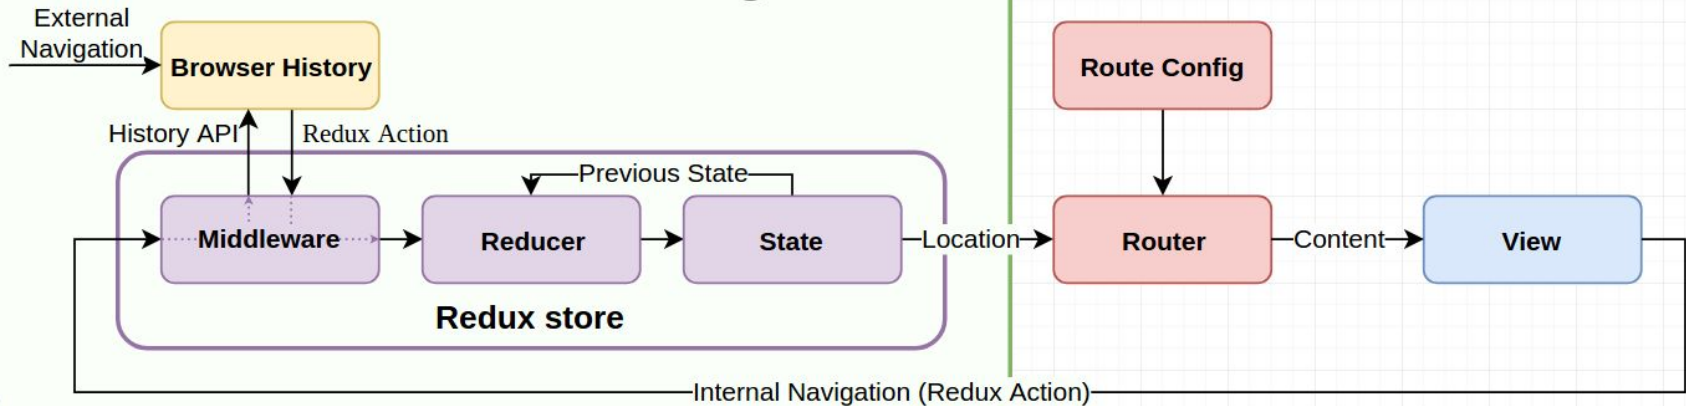 External
Navigation
Browser History
Route Config
History API
Redux Action
Previous State
Middleware
Reducer
State
Location
Router
Content
View
Redux store
Internal Navigation (Redux Action)